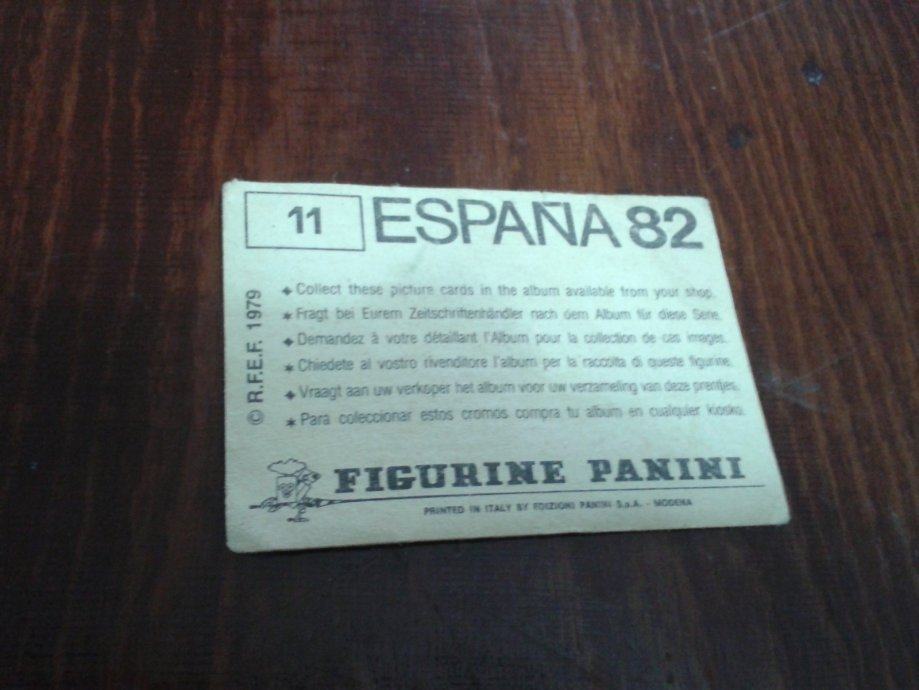 11 ESPAÑA 82
Collect these picture cards in the album available from your shop.
Fragt bei Eurem Zeitschriftenhändler nach dem Album für diese Serie.
Demandez à votre détaillant l'Album pour la collection de cas images.
Chiedete al vostro rivenditore l'album per la raccolta di queste figurine.
Vraagt aan uw verkoper het album voor uw verzameling van deze prentjes.
Para coleccionar estos cromos compra tu album en cualquier kiosko.
© R.F.E.F. 1979
FIGURINE PANINI
PRINTED IN ITALY BY EDIZIONI PANINI S.p.A. - MODENA